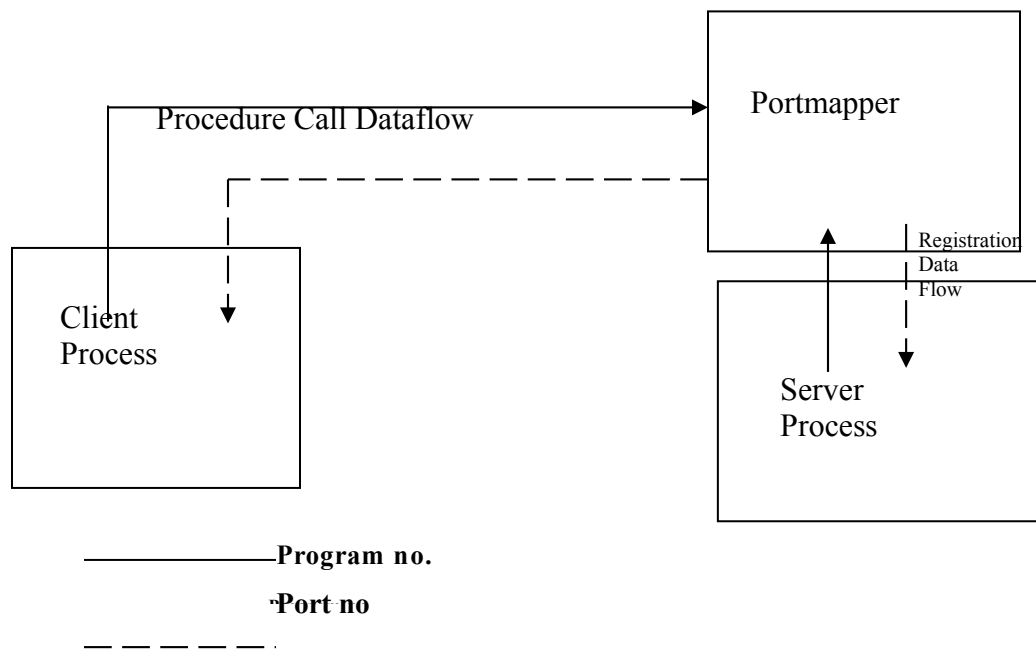 Portmapper
Procedure Call Dataflow
Registration
Data
Flow
Client
Process
Server
Process
Program no.
Port no